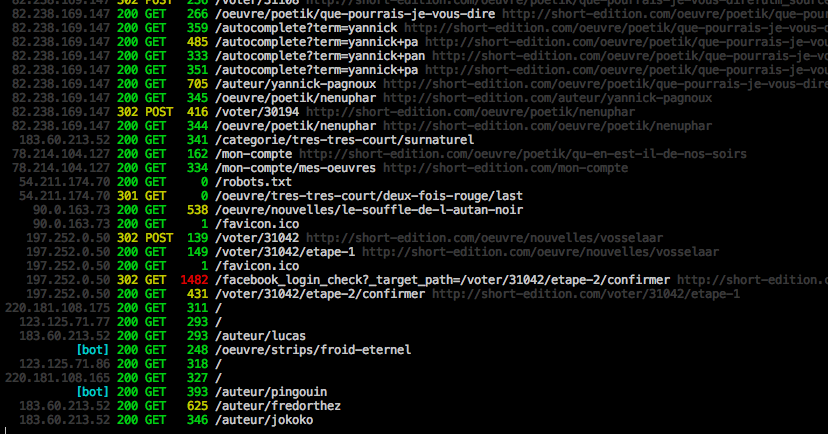 82.238.169.147 302 POST 256 /voter/31108
82.238.169.147 200 GET 266 /oeuvre/poetik/que-pourrais-je-vous-dire http://short-edition.com/oeuvre/poetik/que-pourrais-je-vo
82.238.169.147 200 GET 359 /autocomplete?term=yannick http://short-edition.com/oeuvre/poetik/que-pourrais-je-vous-d
82.238.169.147 200 GET 485 /autocomplete?term=yannick+pa http://short-edition.com/oeuvre/poetik/que-pourrais-je-vou
82.238.169.147 200 GET 333 /autocomplete?term=yannick+pan http://short-edition.com/oeuvre/poetik/que-pourrais-je-vo
82.238.169.147 200 GET 351 /autocomplete?term=yannick+pa http://short-edition.com/oeuvre/poetik/que-pourrais-je-vou
82.238.169.147 200 GET 705 /auteur/yannick-pagnoux http://short-edition.com/oeuvre/poetik/que-pourrais-je-vous-dire
82.238.169.147 200 GET 345 /oeuvre/poetik/nenuphar http://short-edition.com/auteur/yannick-pagnoux
82.238.169.147 302 POST 416 /voter/30194 http://short-edition.com/oeuvre/poetik/nenuphar
82.238.169.147 200 GET 344 /oeuvre/poetik/nenuphar http://short-edition.com/oeuvre/poetik/nenuphar
183.60.213.52 200 GET 341 /categorie/tres-tres-court/surnaturel
78.214.104.127 200 GET 162 /mon-compte http://short-edition.com/oeuvre/poetik/qu-en-est-il-de-nos-soirs
78.214.104.127 200 GET 334 /mon-compte/mes-oeuvres http://short-edition.com/mon-compte
54.211.174.70 200 GET 0 /robots.txt
54.211.174.70 301 GET 0 /oeuvre/tres-tres-court/deux-fois-rouge/last
90.0.163.73 200 GET 538 /oeuvre/nouvelles/le-souffle-de-l-autan-noir
90.0.163.73 200 GET 1 /favicon.ico
197.252.0.50 302 POST 139 /voter/31042 http://short-edition.com/oeuvre/nouvelles/vosselaar
197.252.0.50 200 GET 149 /voter/31042/etape-1 http://short-edition.com/oeuvre/nouvelles/vosselaar
197.252.0.50 200 GET 1 /favicon.ico
197.252.0.50 302 GET 1482 /facebook_login_check?_target_path=/voter/31042/etape-2/confirmer http://short-edition.c
197.252.0.50 200 GET 431 /voter/31042/etape-2/confirmer http://short-edition.com/voter/31042/etape-1
220.181.108.175 200 GET 311 /
123.125.71.77 200 GET 293 /
183.60.213.52 200 GET 293 /auteur/lucas
[bot] 200 GET 248 /oeuvre/strips/froid-eternel
123.125.71.86 200 GET 318 /
220.181.108.165 200 GET 327 /
[bot] 200 GET 393 /auteur/pingouin
183.60.213.52 200 GET 625 /auteur/fredorthez
183.60.213.52 200 GET 346 /auteur/jokoko